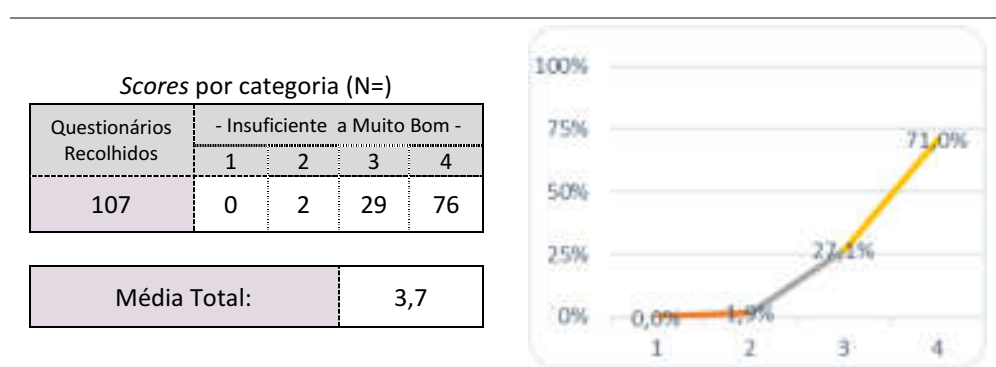 Scores por categoria (N=)
Questionários Recolhidos
- Insuficiente a Muito Bom -
1 2 3 4
107 0 2 29 76
Média Total: 3,7
100%
75%
50%
25%
0%
0,0%
1,9%
27,1%
71,0%
1 2 3 4